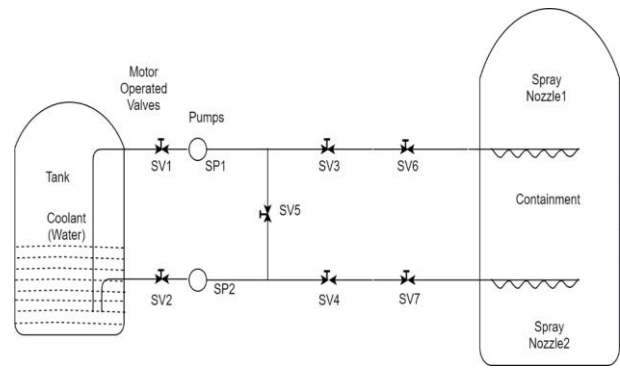 Motor
Operated
Valves
Pumps
Spray
Nozzle1
SV1
SP1
SV3
SV6
Tank
Coolant
(Water)
SV5
Containment
SV2
SP2
SV4
SV7
Spray
Nozzle2